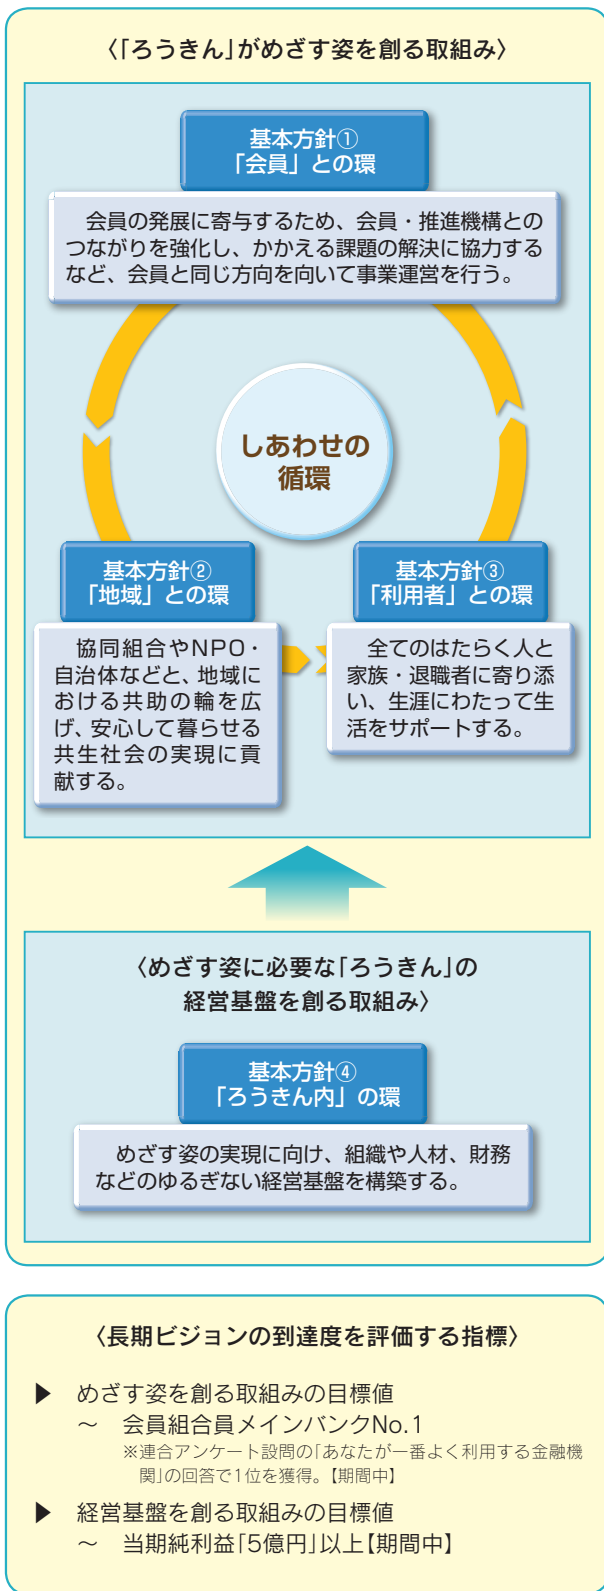 〈｢ろうきん｣がめざす姿を創る取組み〉
基本方針①
「会員」との環
会員の発展に寄与するため、会員・推進機構との
つながりを強化し、かかえる課題の解決に協力する
など、会員と同じ方向を向いて事業運営を行う。
しあわせの
循環
基本方針②
「地域」との環
協同組合やNPO・
自治体などと、地域に
おける共助の輪を広
げ、安心して暮らせる
共生社会の実現に貢
献する。
基本方針③
「利用者」との環
全てのはたらく人と
家族・退職者に寄り添
い、生涯にわたって生
活をサポートする。
〈めざす姿に必要な｢ろうきん｣の
経営基盤を創る取組み〉
基本方針④
「ろうきん内」の環
めざす姿の実現に向け、組織や人材、財務
などのゆるぎない経営基盤を構築する。
〈長期ビジョンの到達度を評価する指標〉
▶ めざす姿を創る取組みの目標値
～ 会員組合員メインバンクNo.1
※連合アンケート設問の｢あなたが一番よく利用する金融機
関｣の回答で1位を獲得。【期間中】
▶ 経営基盤を創る取組みの目標値
～ 当期純利益｢5億円｣以上【期間中】